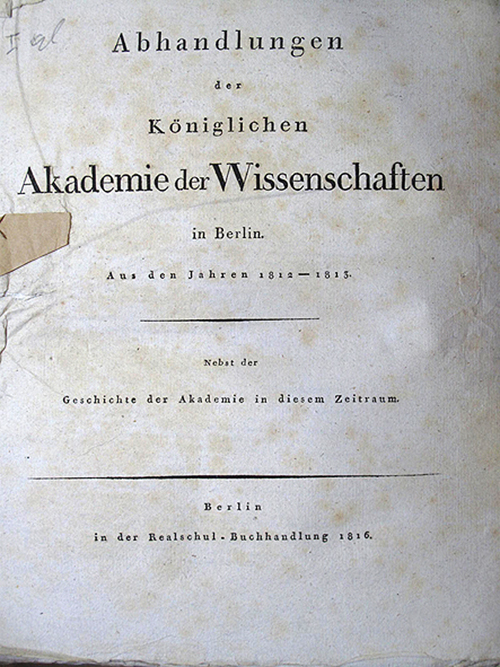 Abhandlungen
der
Königlichen
Akademie der Wissenschaften
in Berlin.
Aus den Jahren 1812—1813.
Nebst der
Geschichte der Akademie in diesem Zeitraum.
Berlin
in der Realschul-Buchhandlung 1816.